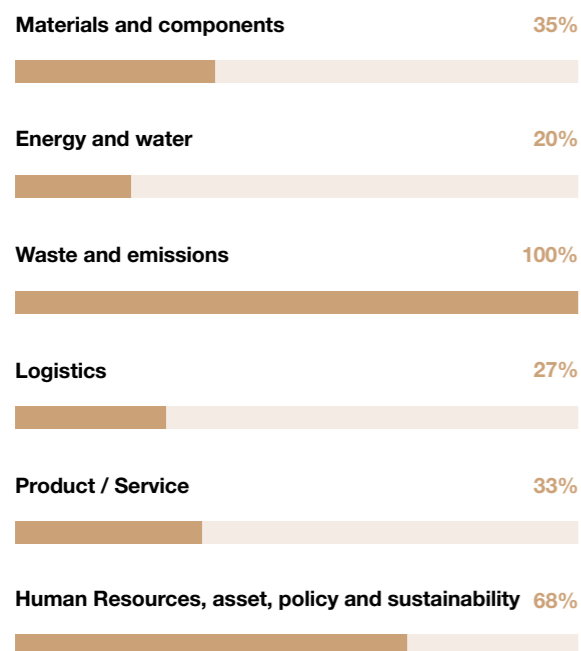 Materials and components 35%
Energy and water 20%
Waste and emissions 100%
Logistics 27%
Product / Service 33%
Human Resources, asset, policy and sustainability 68%